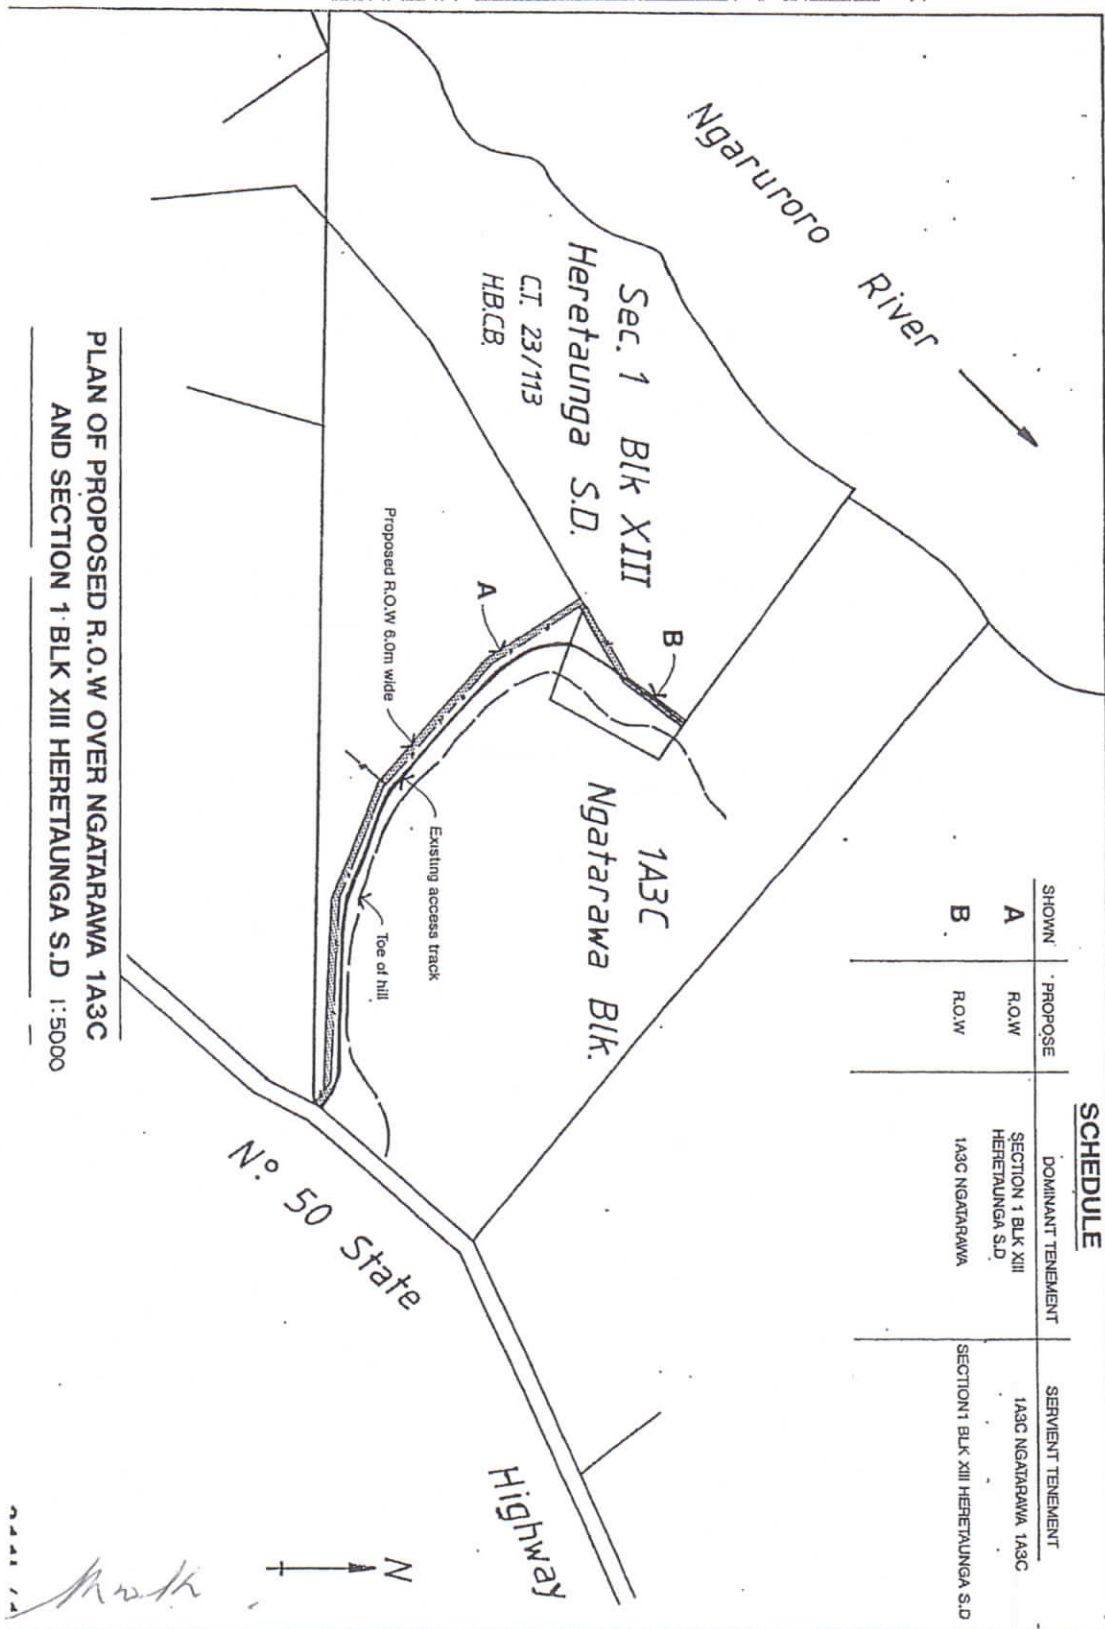 Ngaruroro River
SCHEDULE
SHOWN PROPOSE DOMINANT TENEMENT SERVIENT TENEMENT
A R.O.W SECTION 1 BLK XIII HERETAUNGA S.D 1A3C NGATARAWA 1A3C
B R.O.W 1A3C NGATARAWA SECTION1 BLK XIII HERETAUNGA S.D
Sec. 1 Blk XIII
Heretaunga S.D.
C.T. 23/113
H.B.C.B.
B
1A3C
Ngatarawa Blk.
A
Proposed R.O.W 6.0m wide
Existing access track
Toe of hill
Nº 50 State Highway
N
PLAN OF PROPOSED R.O.W OVER NGATARAWA 1A3C
AND SECTION 1 BLK XIII HERETAUNGA S.D 1:5000